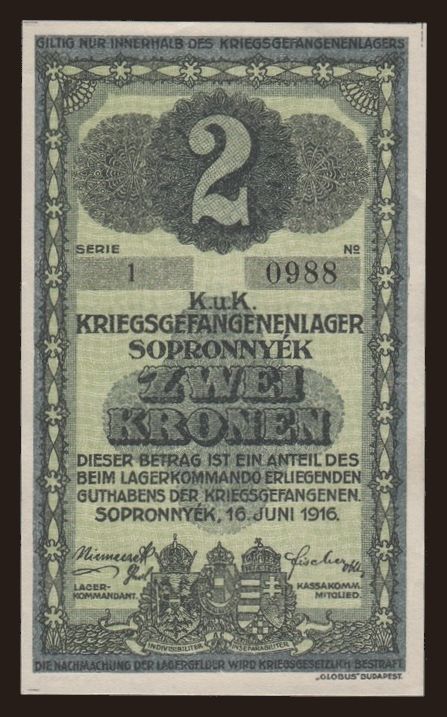 GILTIG NUR INNERHALB DES KRIEGSGEFANGENENLAGERS
2
SERIE No
1 0988
K.u.K.
KRIEGSGEFANGENENLAGER
SOPRONNYÉK
ZWEI
KRONEN
DIESER BETRAG IST EIN ANTEIL DES
BEIM LAGERKOMMANDO ERLIEGENDEN
GUTHABENS DER KRIEGSGEFANGENEN.
SOPRONNYÉK, 16. JUNI 1916.
Fischer
LAGER- KASSAKOMM.
KOMMANDANT. MITGLIED.
INDIVISIBILITER AC INSEPARABILITER
DIE NACHMACHUNG DER LAGERGELDER WIRD KRIEGSGESETZLICH BESTRAFT.
„GLOBUS" BUDAPEST.